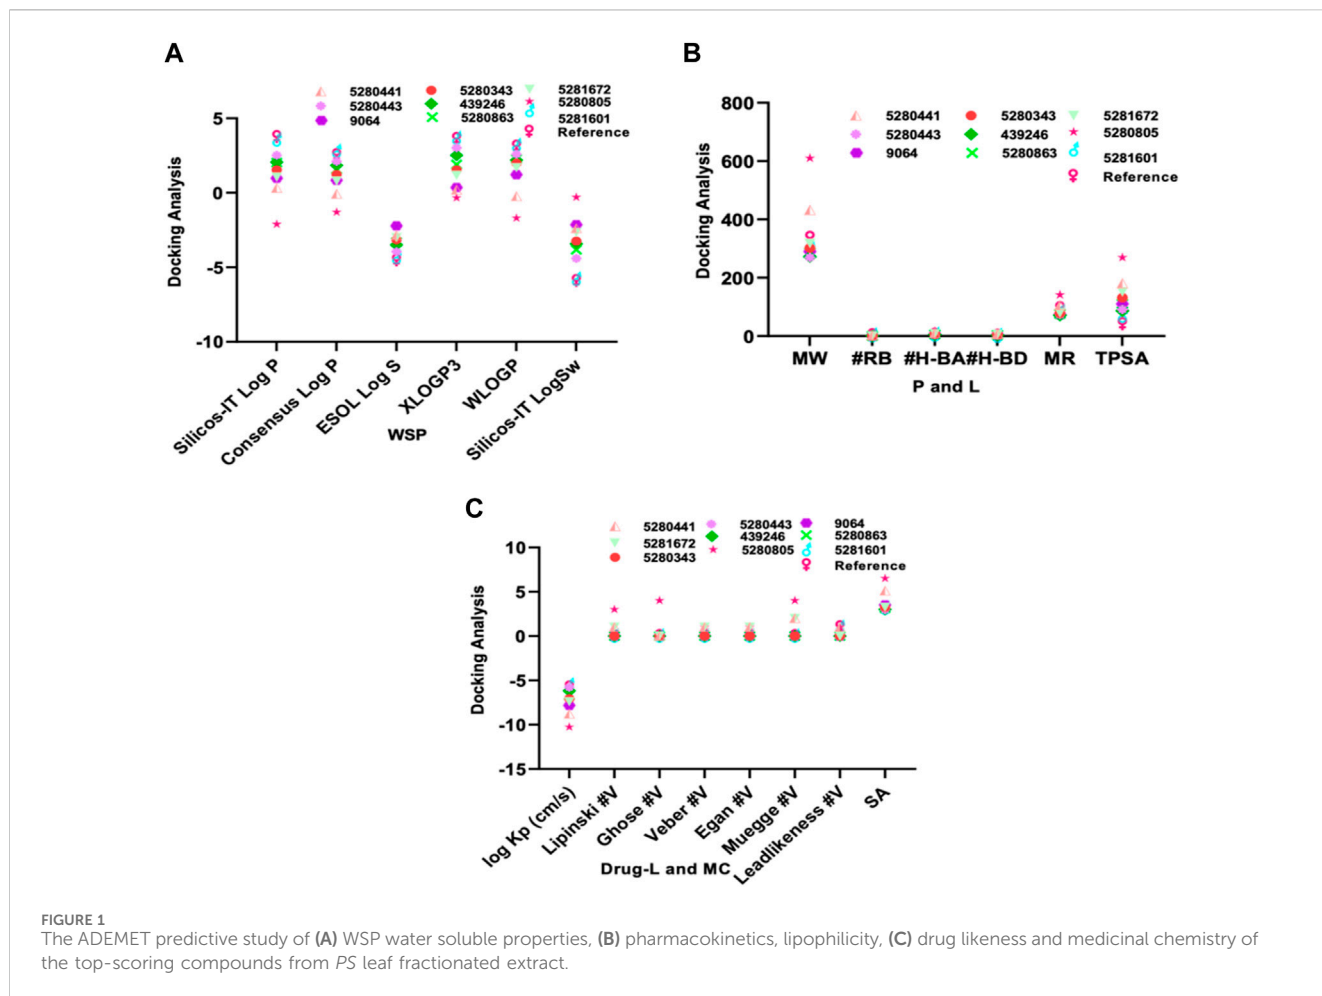 A
5280441
5280443
9064
5280343
439246
5280863
5281672
5280805
5281601
Reference
Docking Analysis
5
0
-5
-10
Silicos-IT Log P
Consensus Log P
ESOL Log S
XLOGP3
WLOGP
Silicos-IT LogSw
WSP
B
5280441
5280443
9064
5280343
439246
5280863
5281672
5280805
5281601
Reference
Docking Analysis
800
600
400
200
0
MW
#RB
#H-BA
#H-BD
MR
TPSA
P and L
C
5280441
5281672
5280343
5280443
439246
5280805
9064
5280863
5281601
Reference
Docking Analysis
10
5
0
-5
-10
-15
log Kp (cm/s)
Lipinski #V
Ghose #V
Veber #V
Egan #V
Muegge #V
Leadlikeness #V
SA
Drug-L and MC
FIGURE 1
The ADEMET predictive study of (A) WSP water soluble properties, (B) pharmacokinetics, lipophilicity, (C) drug likeness and medicinal chemistry of
the top-scoring compounds from PS leaf fractionated extract.